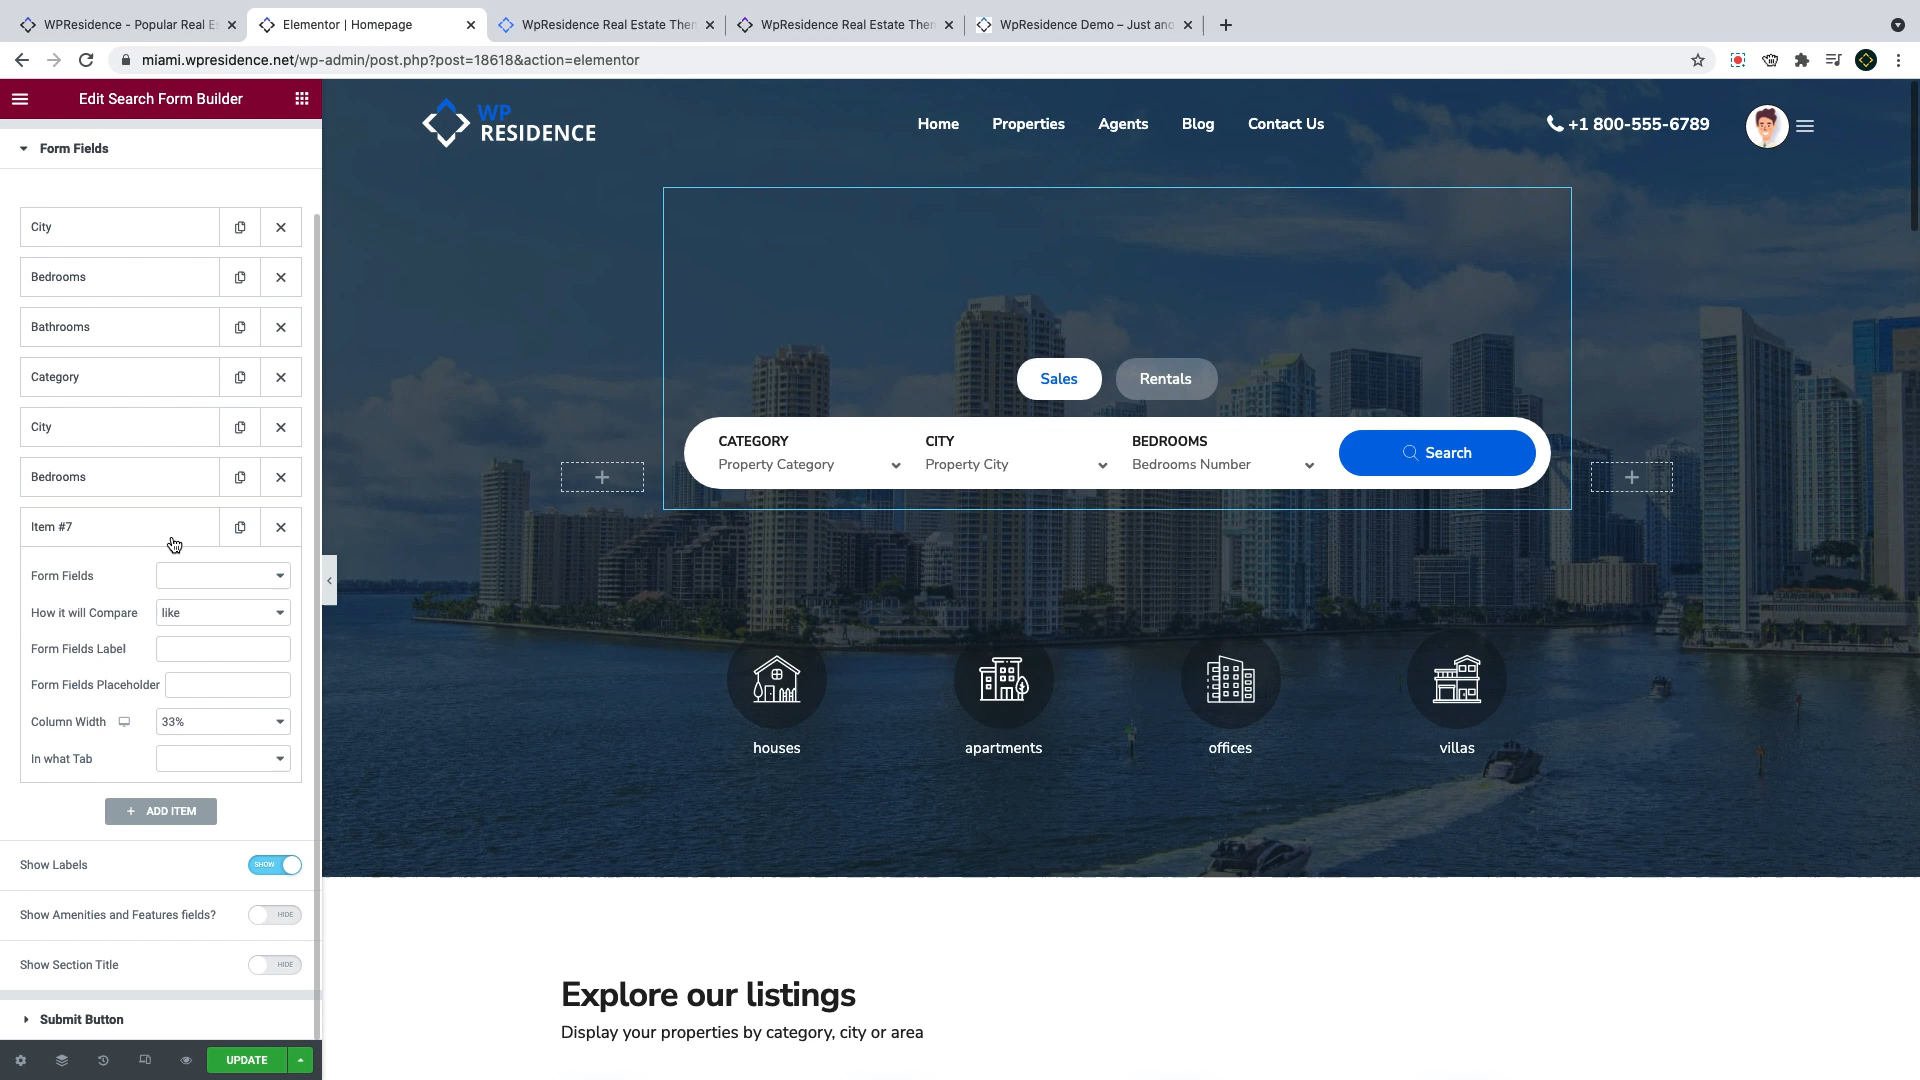 WPResidence - Popular Real Es
Elementor | Homepage
WpResidence Real Estate Then
WPResidence Real Estate Then
WpResidence Demo – Just ano
miami.wpresidence.net/wp-admin/post.php?post=18618&action=elementor
Edit Search Form Builder
Form Fields
City
Bedrooms
Bathrooms
Category
City
Bedrooms
Item #7
Form Fields
How it will Compare
like
Form Fields Label
Form Fields Placeholder
Column Width
33%
In what Tab
+ ADD ITEM
Show Labels
SHOW
Show Amenities and Features fields?
HIDE
Show Section Title
HIDE
Submit Button
UPDATE
WP
RESIDENCE
Home
Properties
Agents
Blog
Contact Us
+1 800-555-6789
Sales
Rentals
CATEGORY
Property Category
CITY
Property City
BEDROOMS
Bedrooms Number
Search
houses
apartments
offices
villas
Explore our listings
Display your properties by category, city or area